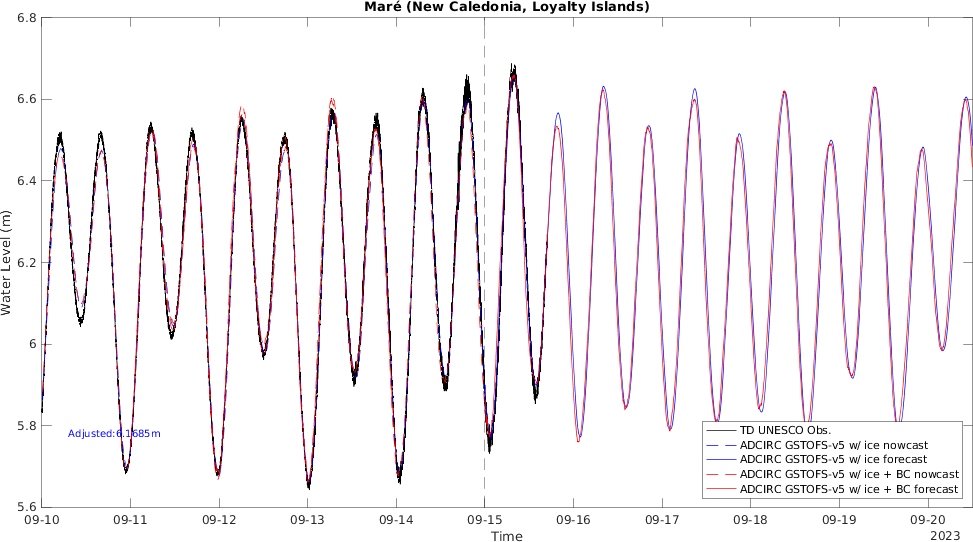 Maré (New Caledonia, Loyalty Islands)
6.8
6.6
6.4
6.2
6
5.8
5.6
Water Level (m)
Adjusted:6.1685m
TD UNESCO Obs.
ADCIRC GSTOFS-v5 w/ ice nowcast
ADCIRC GSTOFS-v5 w/ ice forecast
ADCIRC GSTOFS-v5 w/ ice + BC nowcast
ADCIRC GSTOFS-v5 w/ ice + BC forecast
09-10 09-11 09-12 09-13 09-14 09-15 09-16 09-17 09-18 09-19 09-20
Time
2023